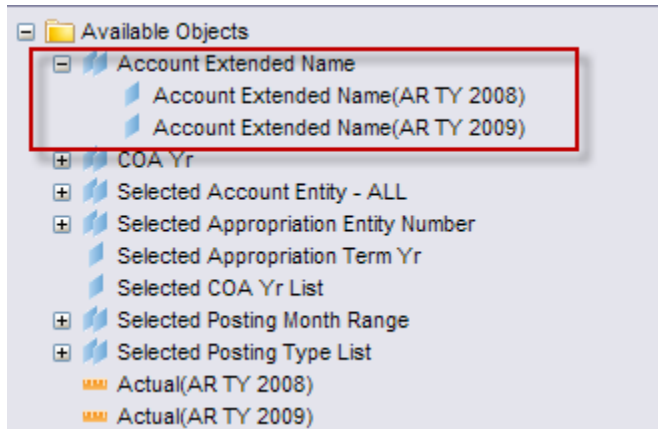 Available Objects
Account Extended Name
Account Extended Name(AR TY 2008)
Account Extended Name(AR TY 2009)
COA Yr
Selected Account Entity - ALL
Selected Appropriation Entity Number
Selected Appropriation Term Yr
Selected COA Yr List
Selected Posting Month Range
Selected Posting Type List
Actual(AR TY 2008)
Actual(AR TY 2009)